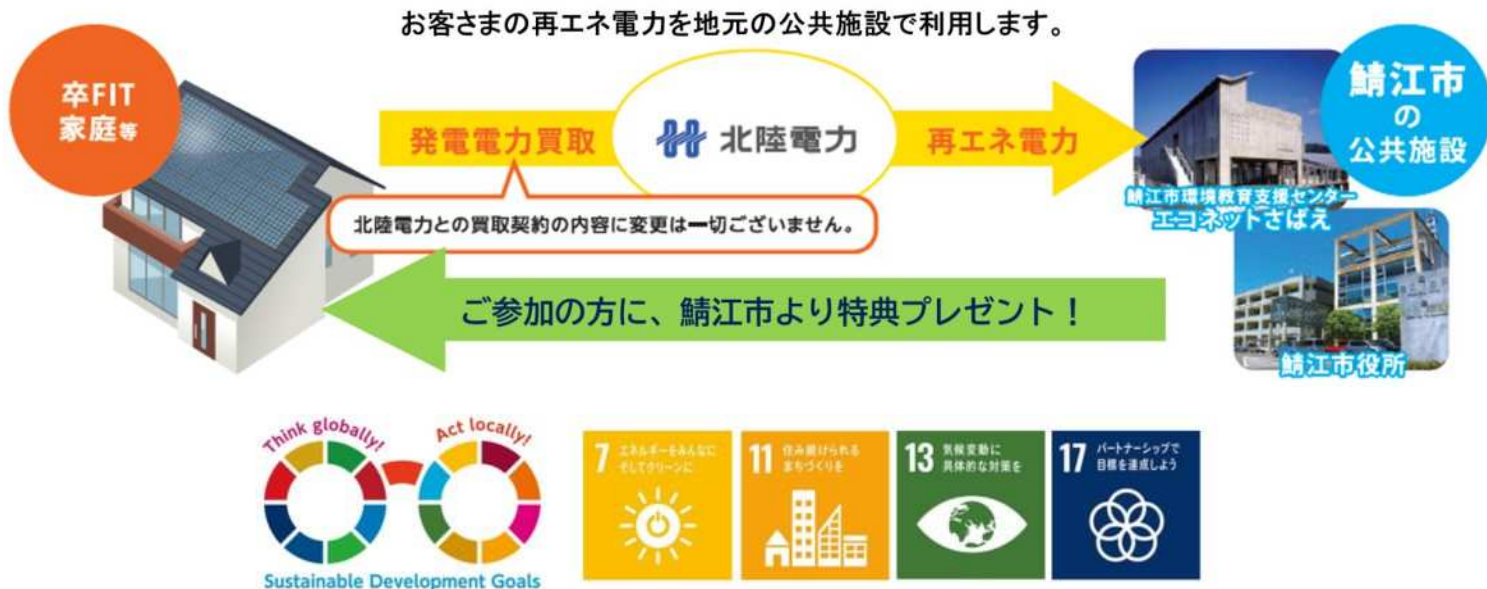 お客さまの再エネ電力を地元の公共施設で利用します。
卒FIT
家庭等
発電電力買取
北陸電力
再エネ電力
鯖江市
の
公共施設
北陸電力との買取契約の内容に変更は一切ございません。
鯖江市環境教育支援センター
エコネットさばえ
ご参加の方に、鯖江市より特典プレゼント！
鯖江市役所
Think globally!
Act locally!
Sustainable Development Goals
7 エネルギーをみんなに
そしてクリーンに
11 住み続けられる
まちづくりを
13 気候変動に
具体的な対策を
17 パートナーシップで
目標を達成しよう